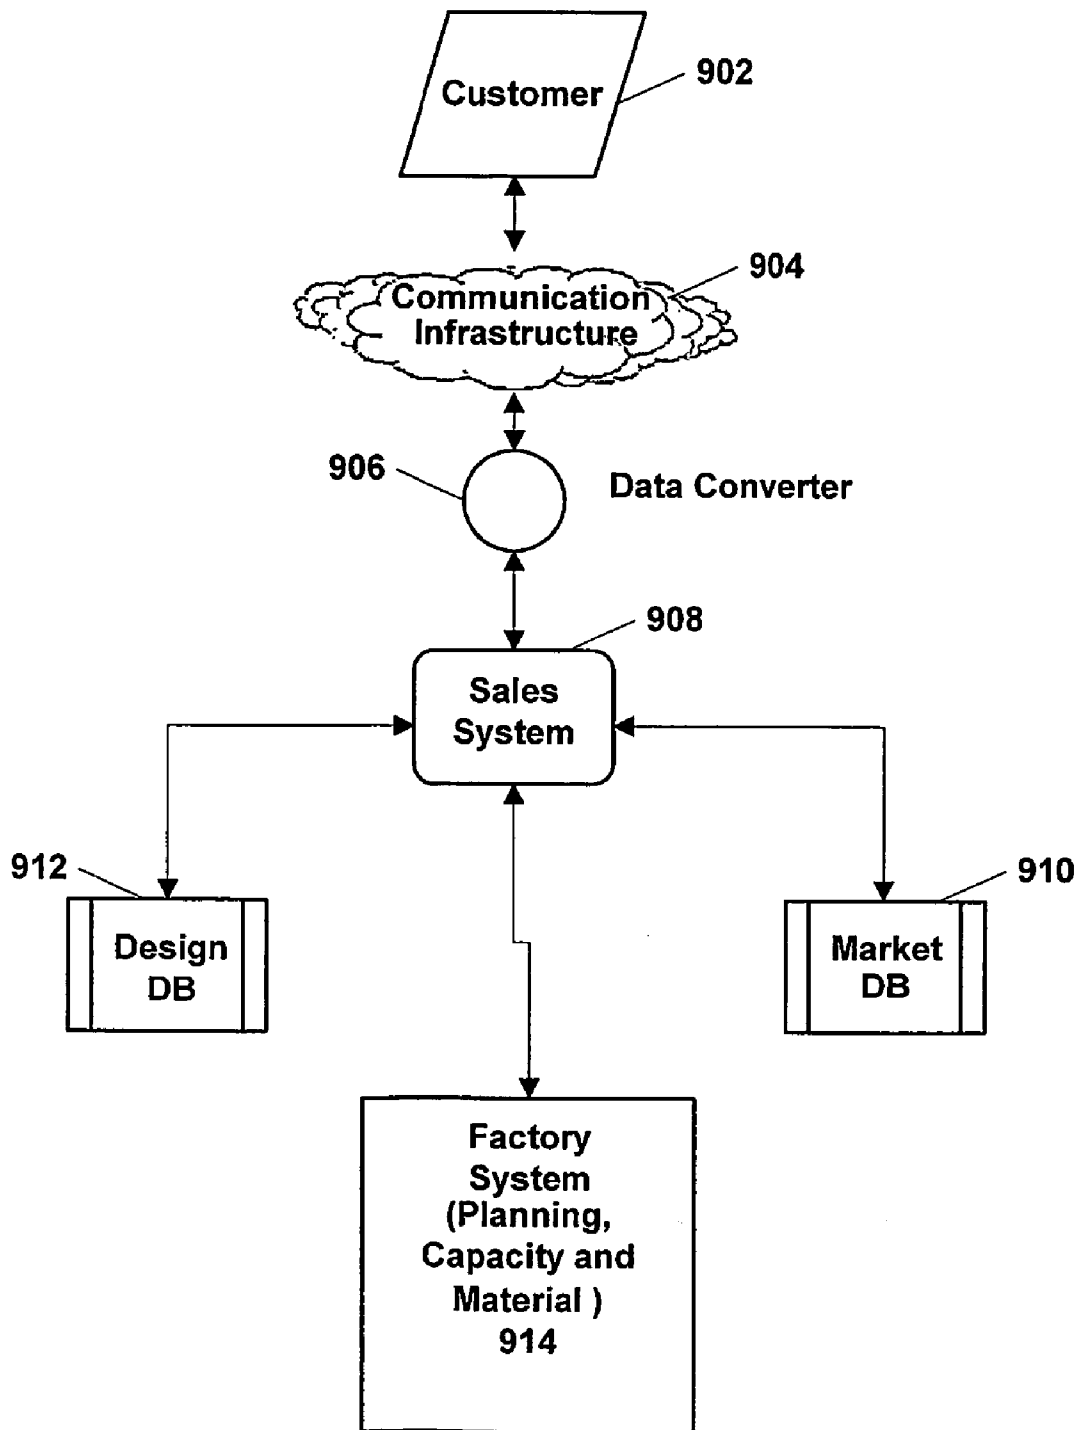 Customer
902
904
Communication
Infrastructure
906
Data Converter
908
Sales
System
912
910
Design
DB
Market
DB
Factory
System
(Planning,
Capacity and
Material )
914